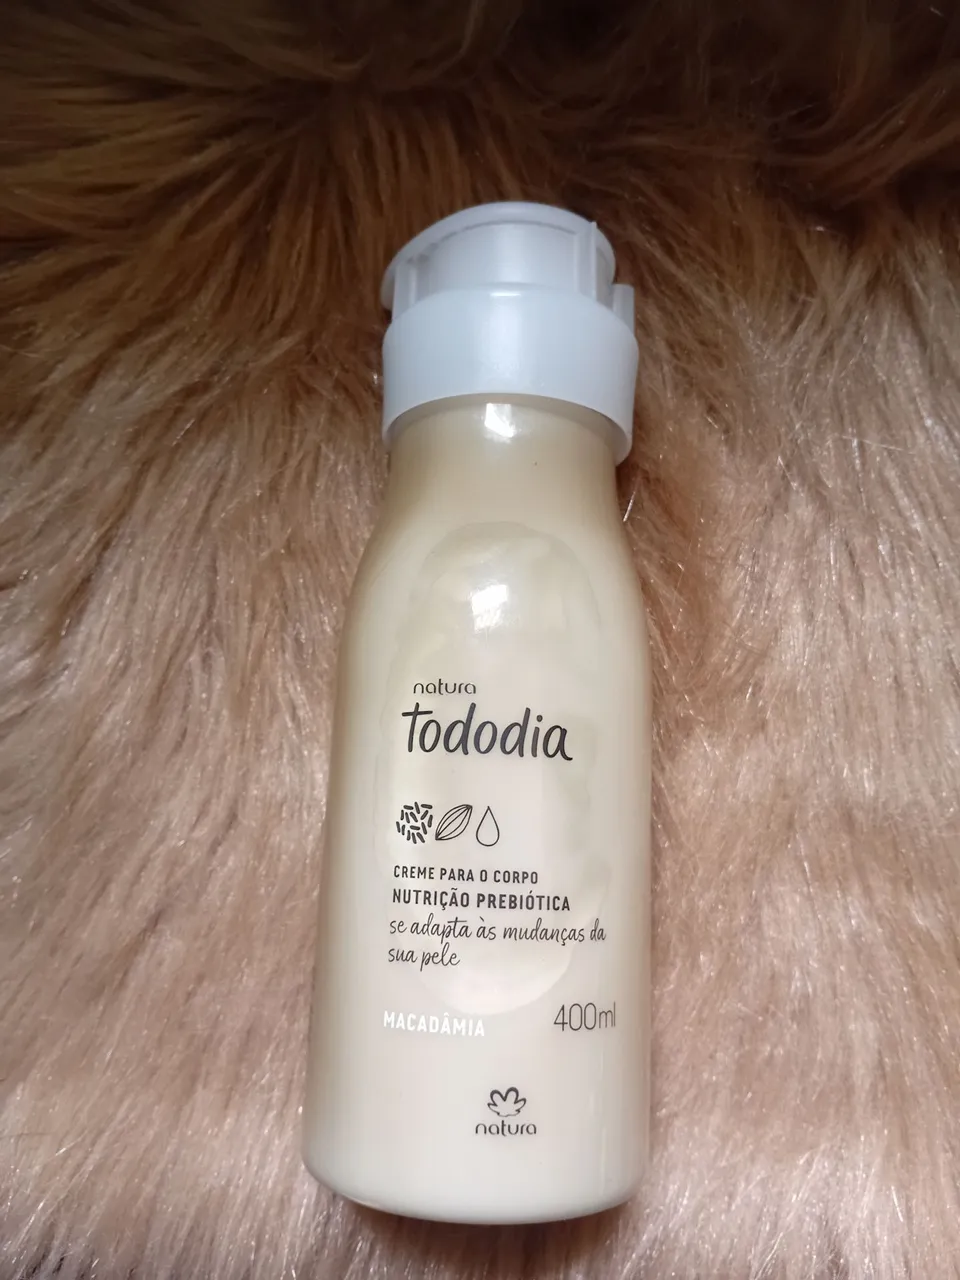 natura
tododia
CREME PARA O CORPO
NUTRIÇÃO PREBIÓTICA
se adapta às mudanças da
sua pele
MACADÂMIA 400ml
natura